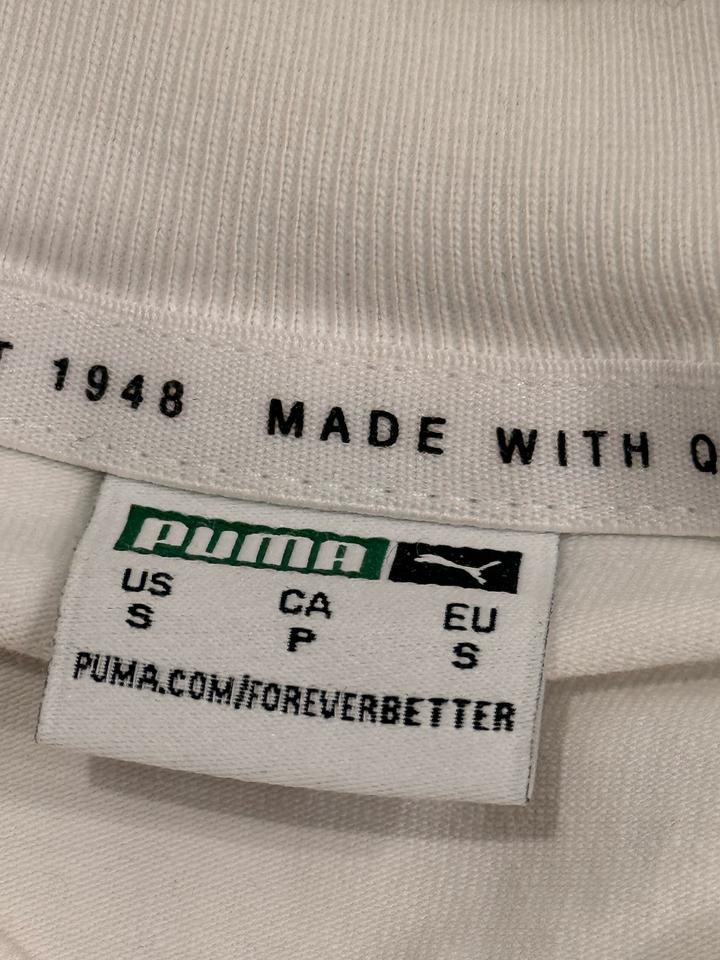 1948 MADE WITH
PUMA
US CA EU
S P S
PUMA.COM/FOREVERBETTER